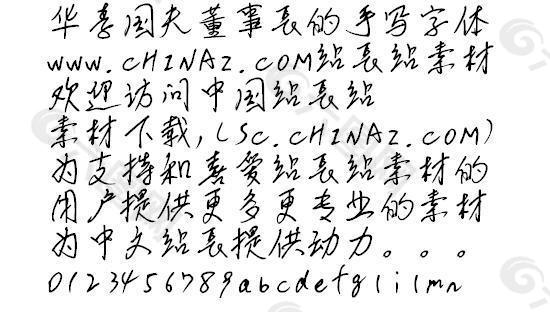 华喜国夫董事长的手写字体
www.CHINAZ.COM站长站素材
欢迎访问中国站长站
素材下载,(SC.CHINAZ.COM)
为支持和喜爱站长站素材的
用户提供更多更专业的素材
为中文站长提供动力。。。
0123456789abcdefglilmn